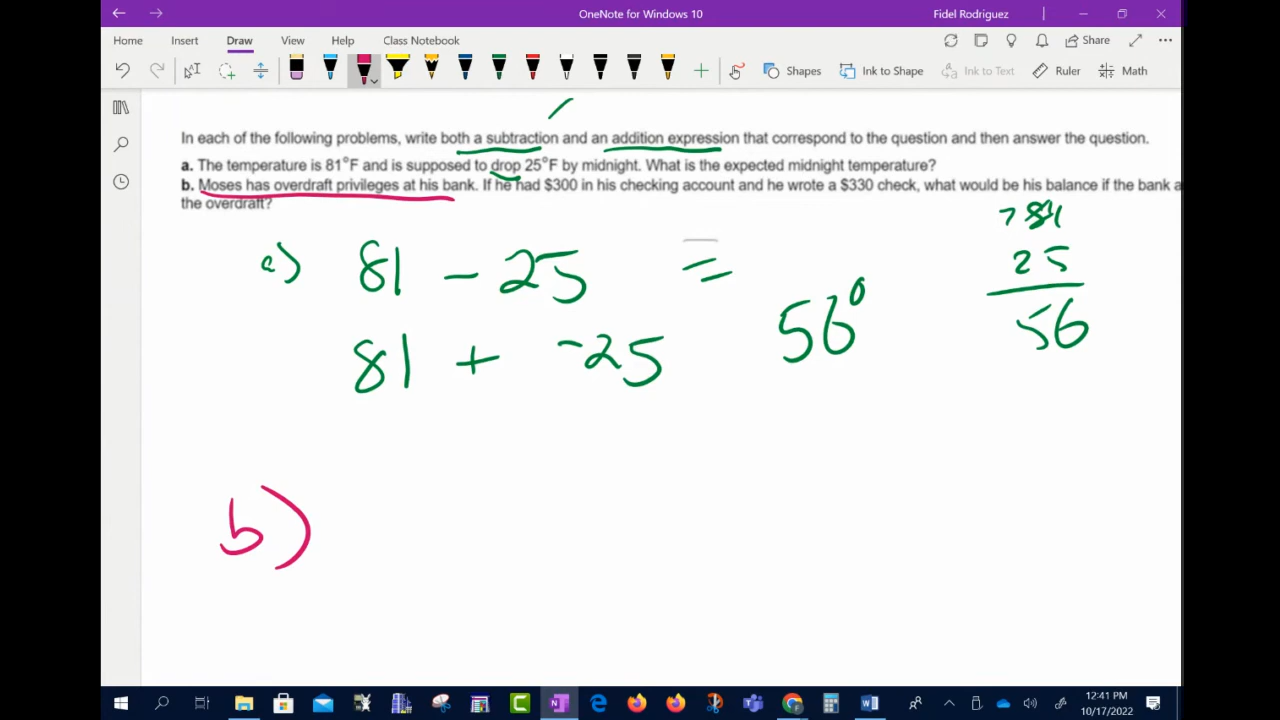 OneNote for Windows 10
Fidel Rodriguez
Home Insert Draw View Help Class Notebook
Share
Shapes Ink to Shape Ink to Text Ruler Math
In each of the following problems, write both a subtraction and an addition expression that correspond to the question and then answer the question.
a. The temperature is 81°F and is supposed to drop 25°F by midnight. What is the expected midnight temperature?
b. Moses has overdraft privileges at his bank. If he had $300 in his checking account and he wrote a $330 check, what would be his balance if the bank a
the overdraft?
a) 81 - 25 =
81 + -25
56°
25
56
b)
12:41 PM
10/17/2022